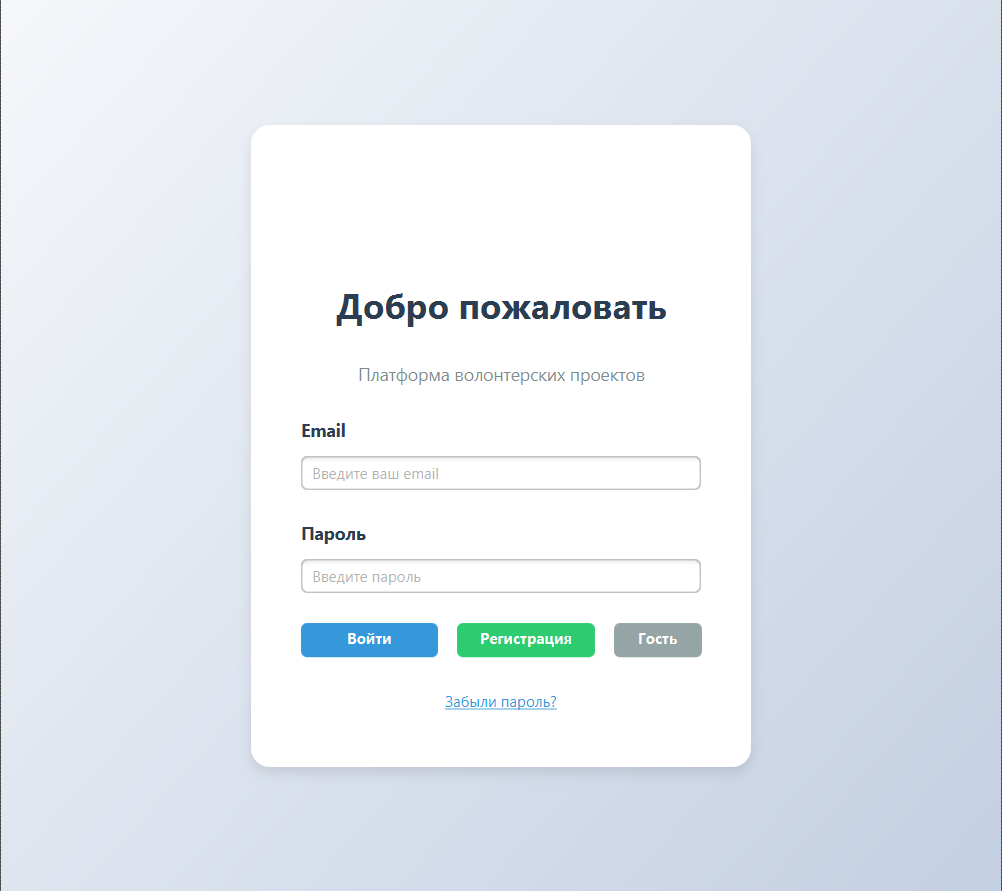 Добро пожаловать
Платформа волонтерских проектов
Email
Введите ваш email
Пароль
Введите пароль
Войти Регистрация Гость
Забыли пароль?